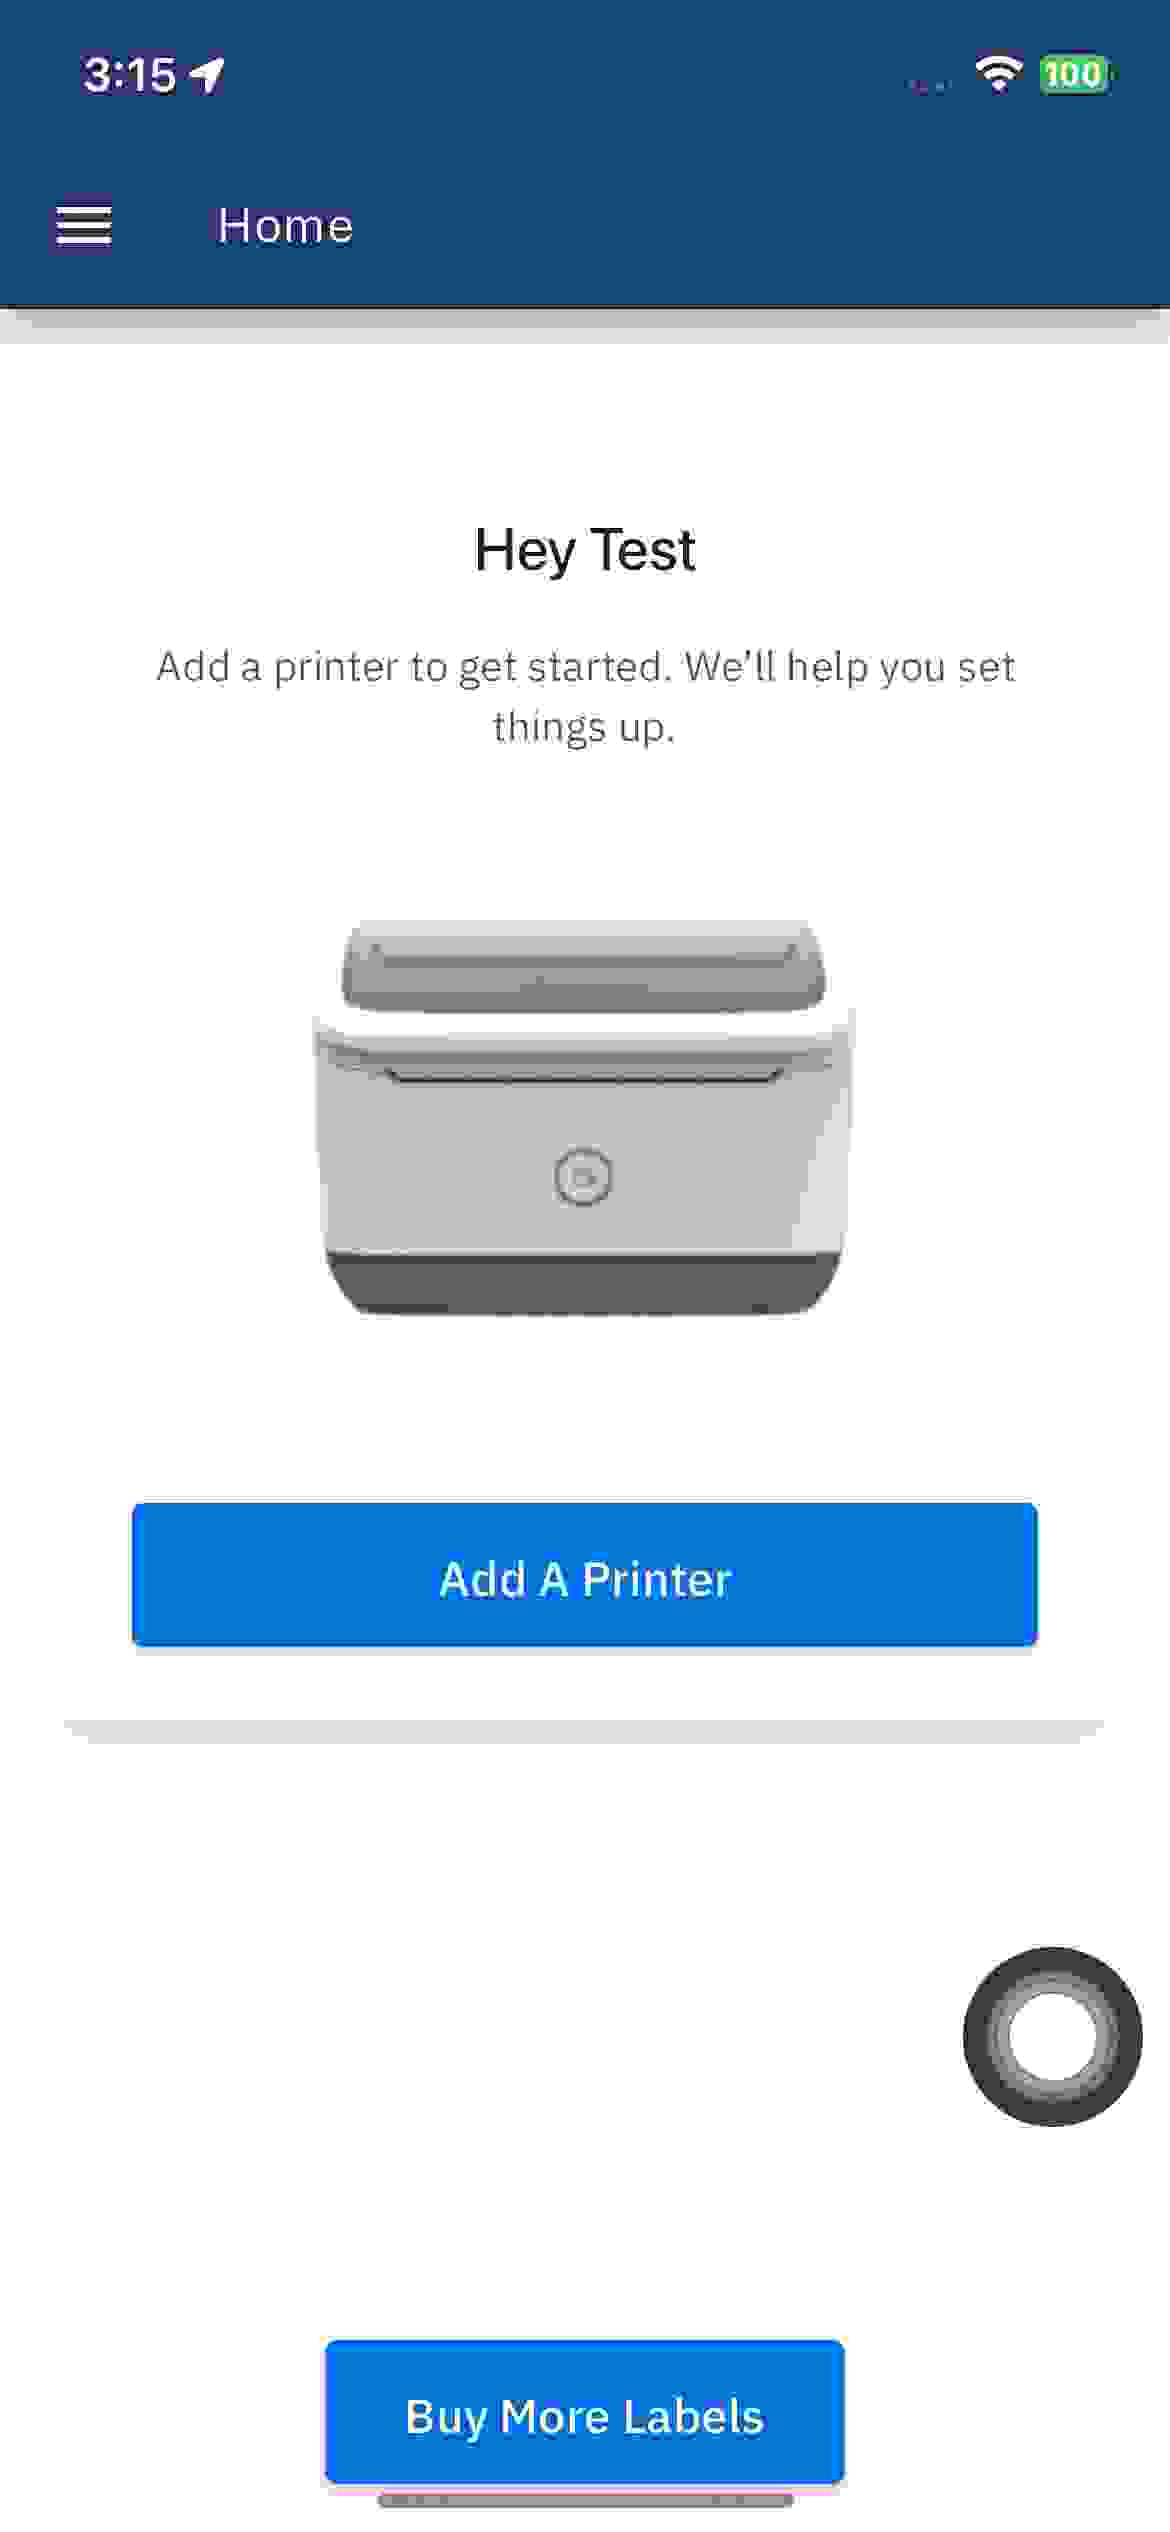 3:15
100
Home
Hey Test
Add a printer to get started. We'll help you set
things up.
Add A Printer
Buy More Labels